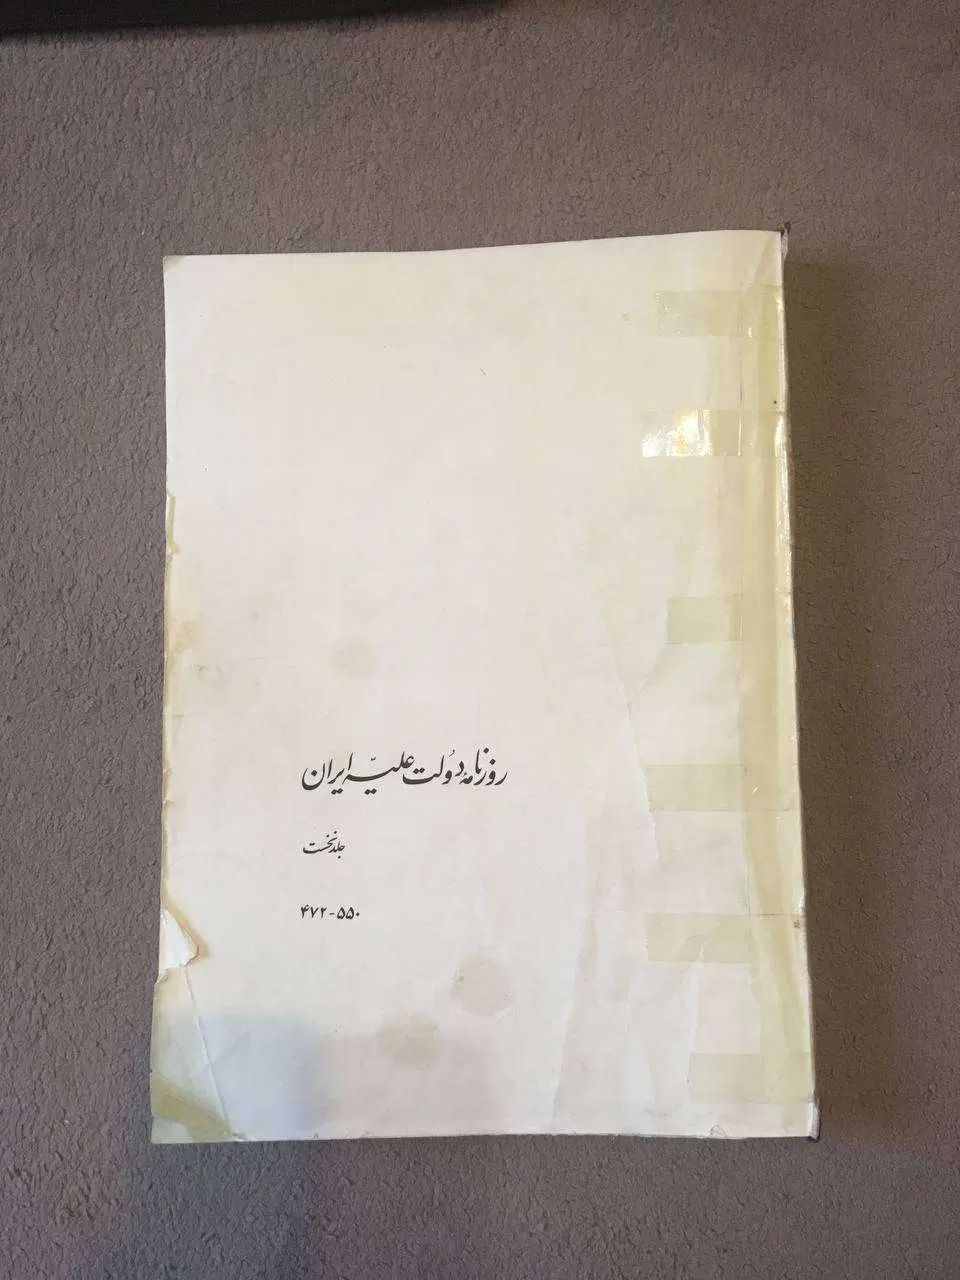 روزنامهٔ دولت علیّه ایران
جلد نخست
۴۷۲-۵۵۰